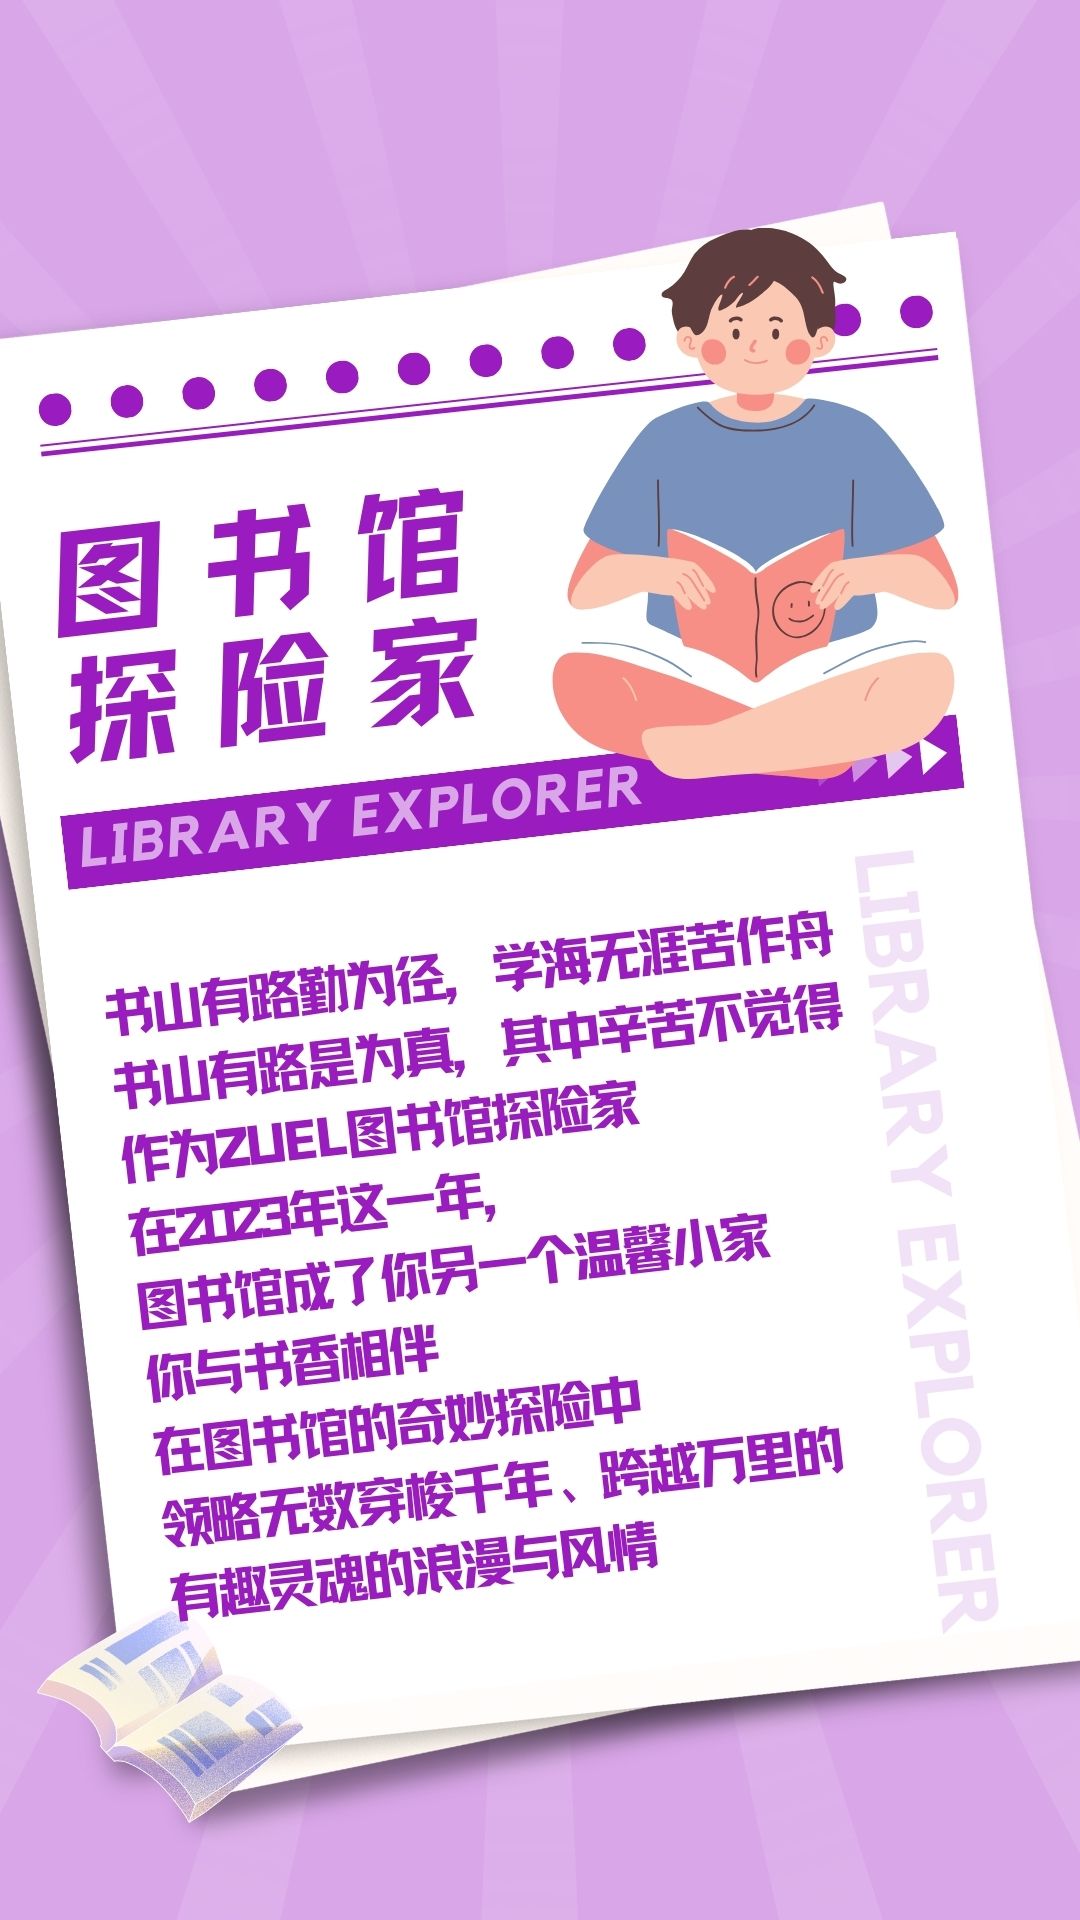 图书馆
探险家
LIBRARY EXPLORER
书山有路勤为径，学海无涯苦作舟
书山有路是为真，其中辛苦不觉得
作为ZUEL图书馆探险家
在2023年这一年，
图书馆成了你另一个温馨小家
你与书香相伴
在图书馆的奇妙探险中
领略无数穿梭千年、跨越万里的
有趣灵魂的浪漫与风情
LIBRARY EXPLORER